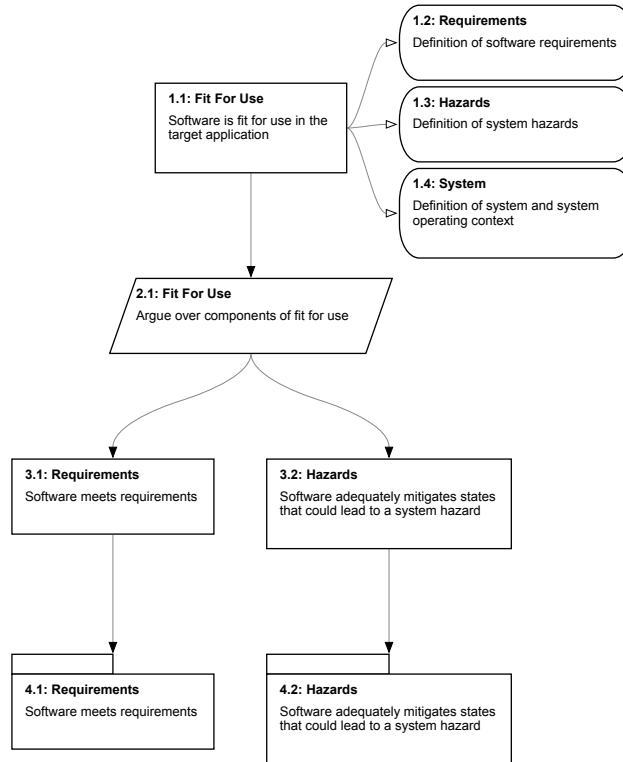 1.2: Requirements
Definition of software requirements
1.1: Fit For Use
Software is fit for use in the
target application
1.3: Hazards
Definition of system hazards
1.4: System
Definition of system and system
operating context
2.1: Fit For Use
Argue over components of fit for use
3.1: Requirements
Software meets requirements
3.2: Hazards
Software adequately mitigates states
that could lead to a system hazard
4.1: Requirements
Software meets requirements
4.2: Hazards
Software adequately mitigates states
that could lead to a system hazard